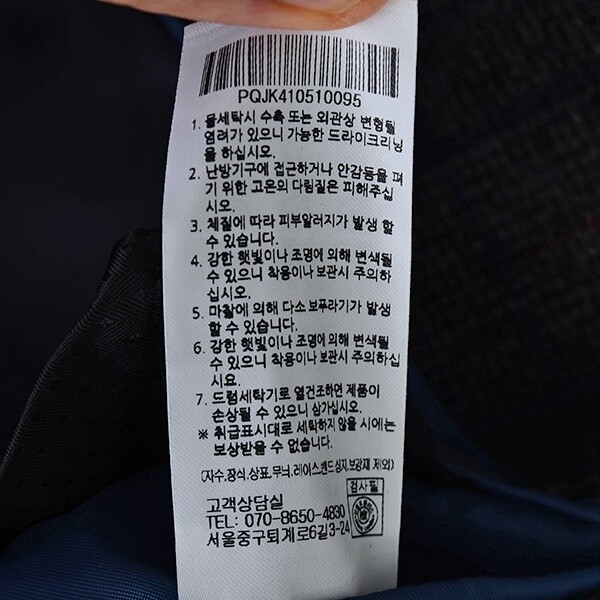 PQJK410510095
1. 물세탁시 수축 또는 외관상 변형될
염려가 있으니 가능한 드라이크리닝
을 하십시오.
2. 난방기구에 접근하거나 안감등을 펴
기 위한 고온의 다림질은 피해주십
시오.
3. 체질에 따라 피부알러지가 발생 할
수 있습니다.
4. 강한 햇빛이나 조명에 의해 변색될
수 있으니 착용이나 보관시 주의하
십시오.
5. 마찰에 의해 다소 보푸라기가 발생
할 수 있습니다.
6. 강한 햇빛이나 조명에 의해 변색될
수 있으니 착용이나 보관시 주의하십
시요.
7. 드럼세탁기로 열건조하면 제품이
손상될 수 있으니 삼가십시오.
※ 취급표시대로 세탁하지 않을 시에는
보상받을 수 없습니다.
(자수.장식.상표.무늬.레이스밴드심지.보강재 제외)
검사필
고객상담실
TEL: 070-8650-4830
서울중구퇴계로6길3-24